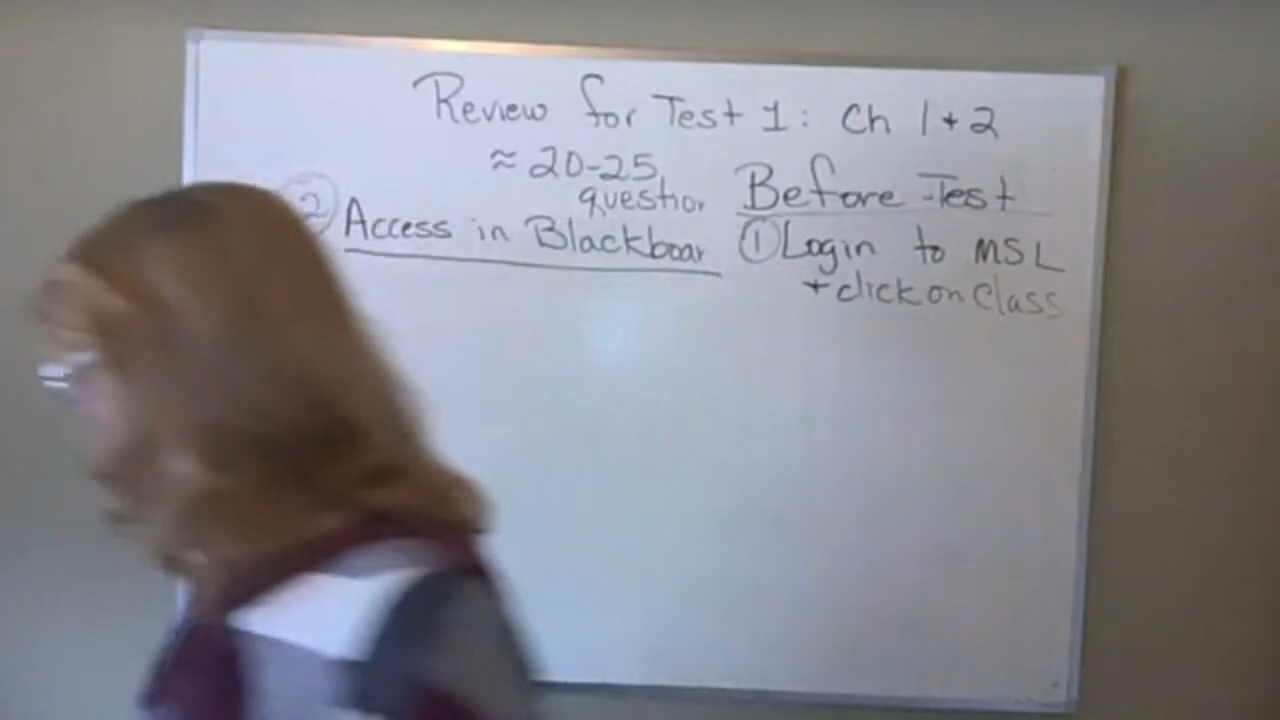 Review for Test 1: Ch 1 + 2
≈ 20-25
question
② Access in Blackboar
Before Test
① Login to MSL
+ click on Class